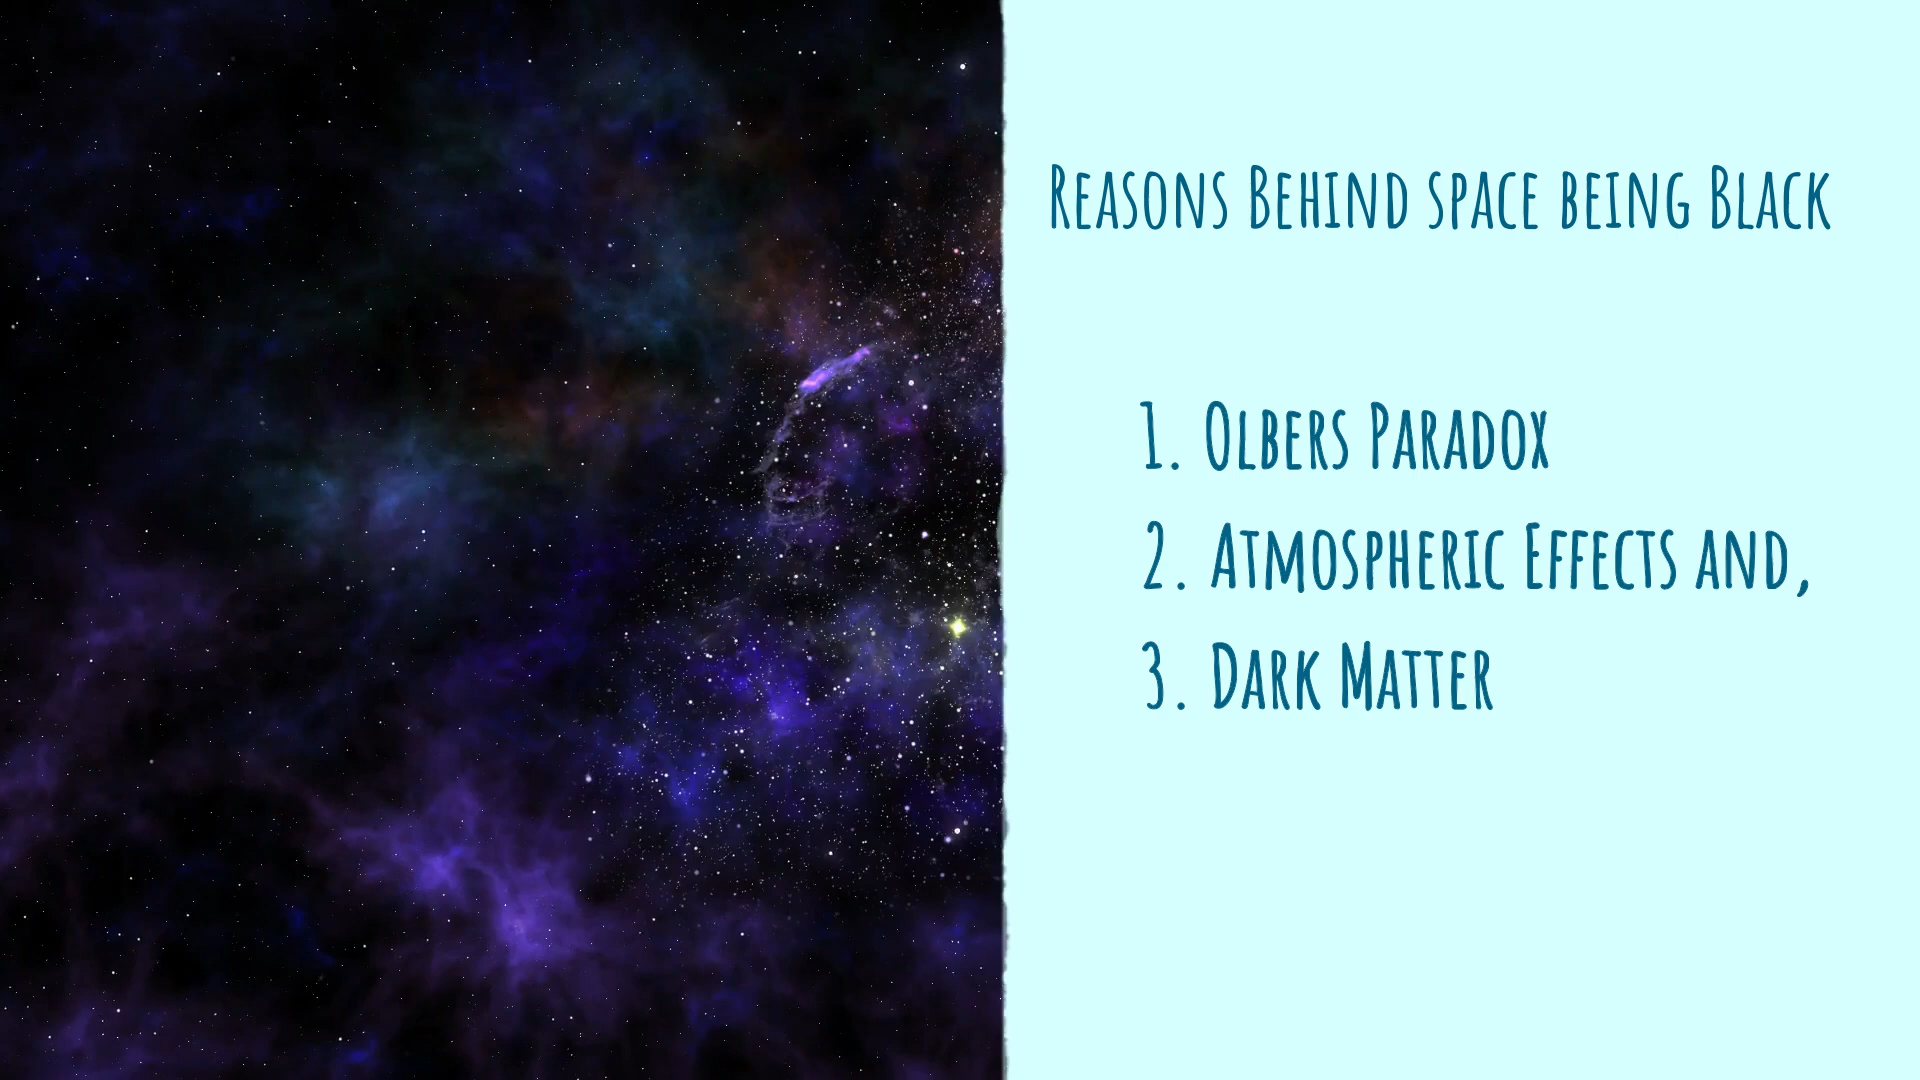 Reasons Behind space being Black
1. Olbers Paradox
2. Atmospheric Effects and,
3. Dark Matter